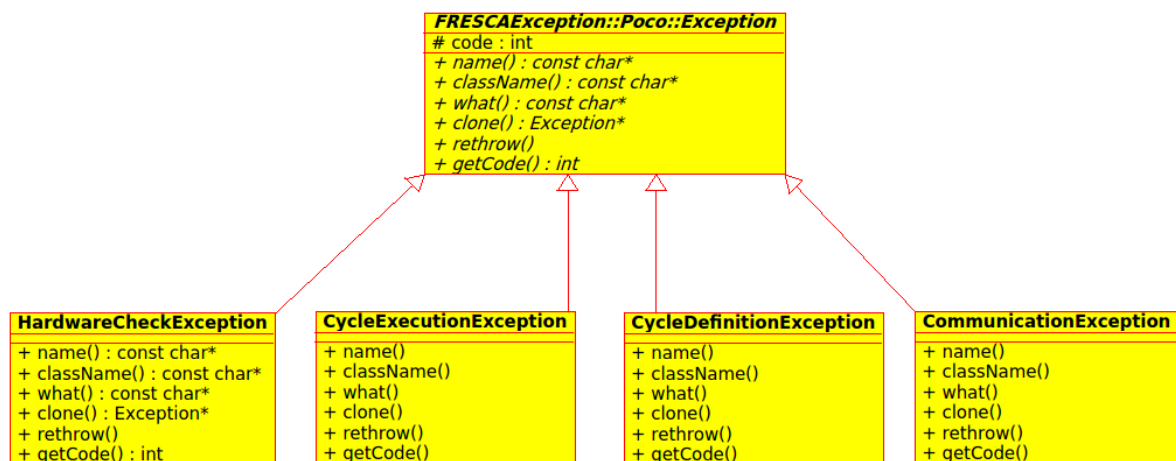 FRESCAException::Poco::Exception
# code : int
+ name() : const char*
+ className() : const char*
+ what() : const char*
+ clone() : Exception*
+ rethrow()
+ getCode() : int
HardwareCheckException
+ name() : const char*
+ className() : const char*
+ what() : const char*
+ clone() : Exception*
+ rethrow()
+ getCode() : int
CycleExecutionException
+ name()
+ className()
+ what()
+ clone()
+ rethrow()
+ getCode()
CycleDefinitionException
+ name()
+ className()
+ what()
+ clone()
+ rethrow()
+ getCode()
CommunicationException
+ name()
+ className()
+ what()
+ clone()
+ rethrow()
+ getCode()